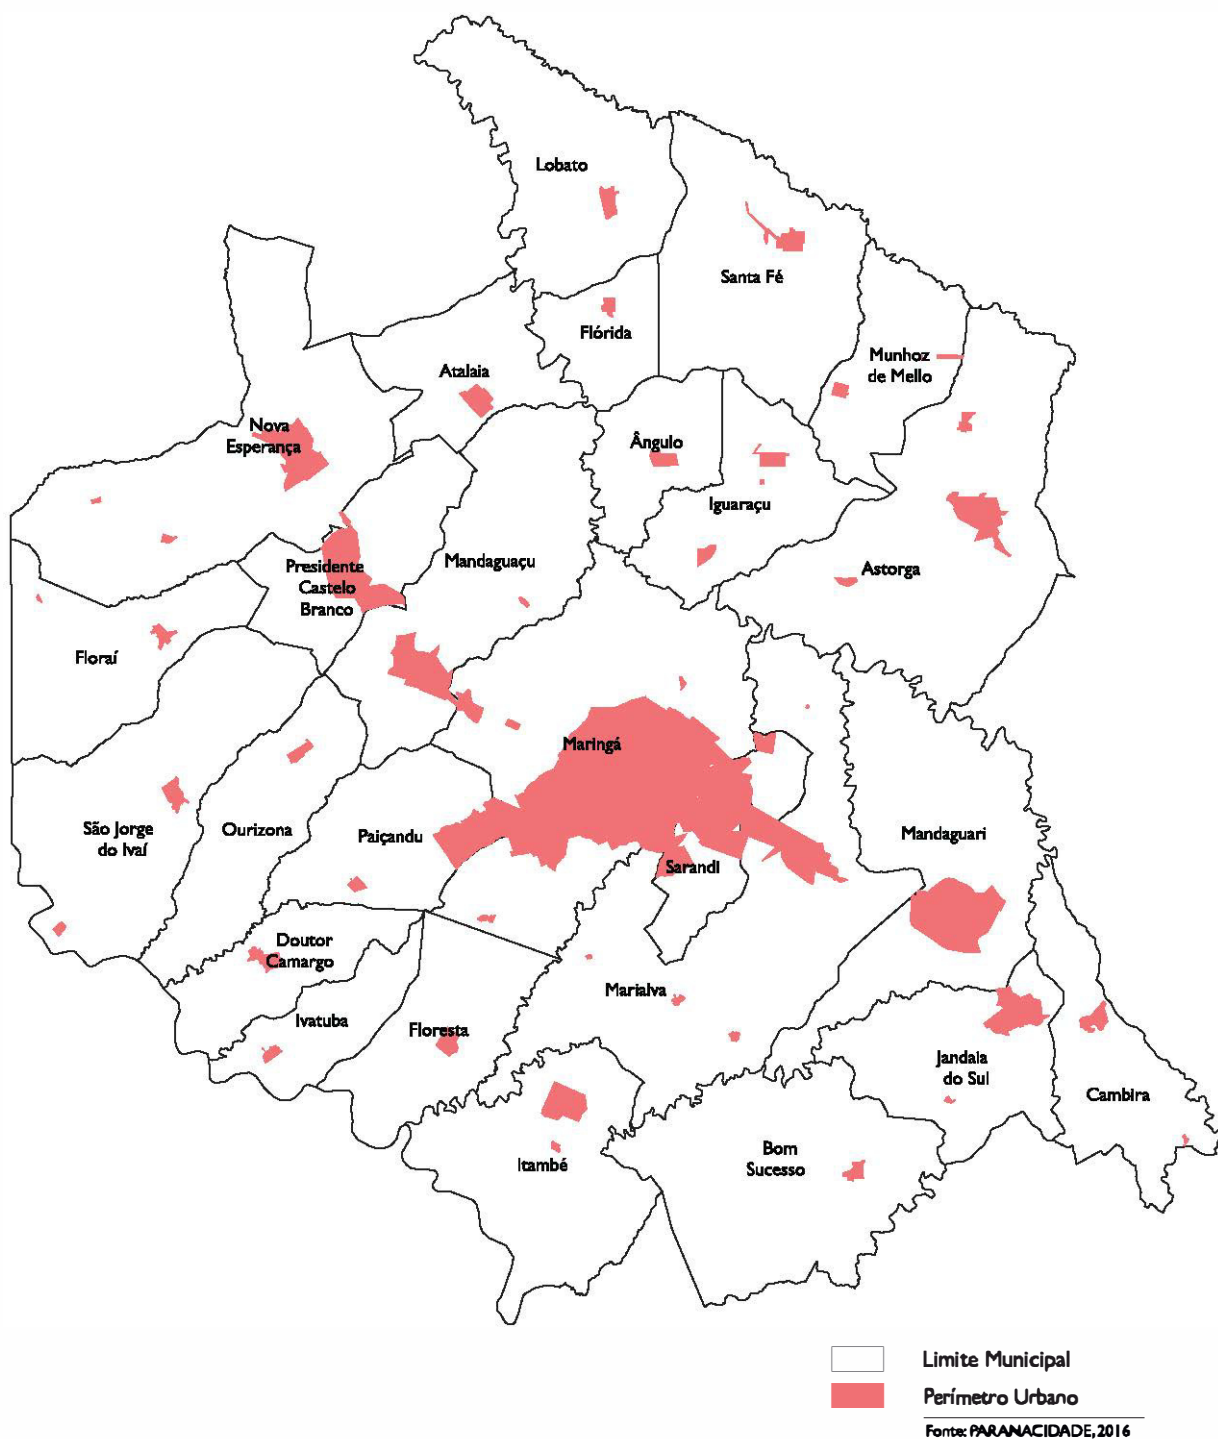 Lobato
Santa Fé
Flórida
Munhoz
de Mello
Atalaia
Nova
Esperança
Ângulo
Iguaraçu
Mandaguaçu
Presidente
Castelo
Branco
Astorga
Floraí
Maringá
São Jorge
do Ivaí
Ourizona
Paiçandu
Mandaguari
Sarandi
Doutor
Camargo
Marialva
Ivatuba
Floresta
Jandaia
do Sul
Cambira
Bom
Sucesso
Itambé
Limite Municipal
Perímetro Urbano
Fonte: PARANACIDADE, 2016